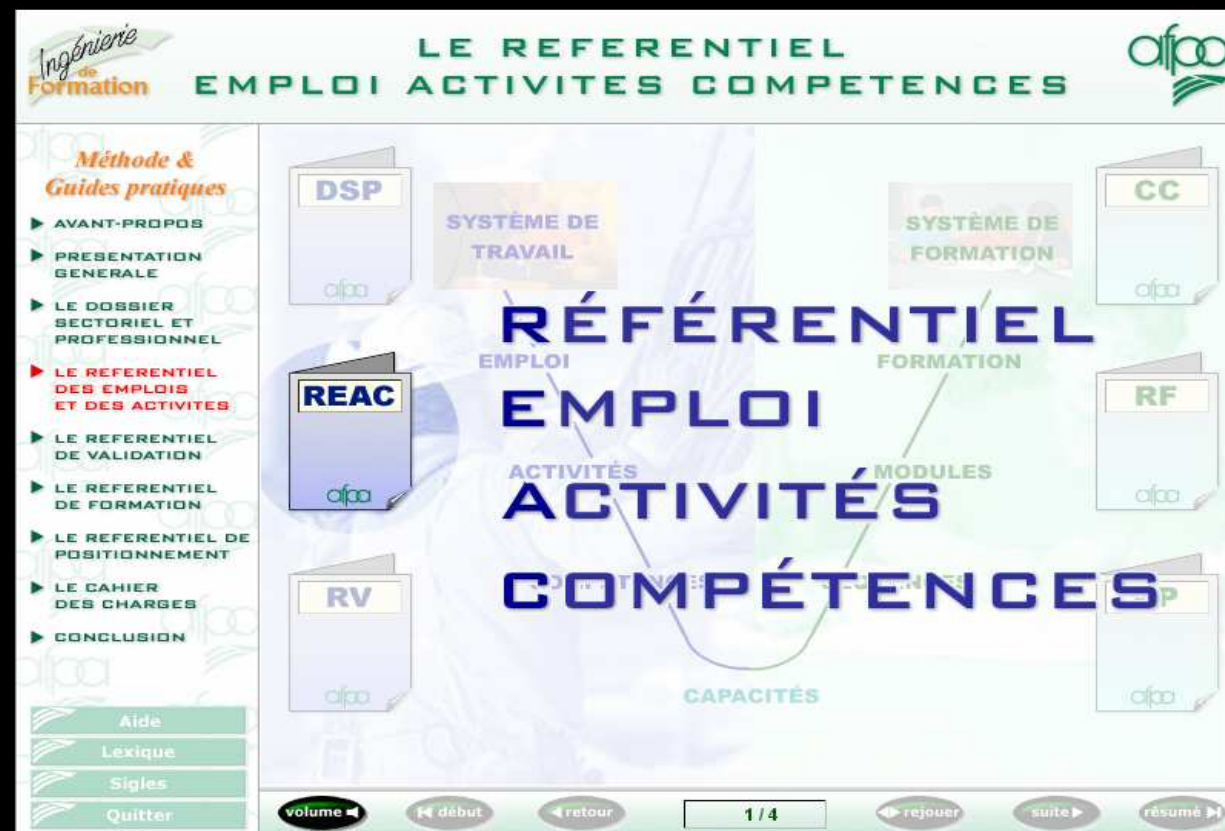 Ingénierie
de
Formation
LE REFERENTIEL
EMPLOI ACTIVITES COMPETENCES
afpa
Méthode &
Guides pratiques
AVANT-PROPOS
PRESENTATION
GENERALE
LE DOSSIER
SECTORIEL ET
PROFESSIONNEL
LE REFERENTIEL
DES EMPLOIS
ET DES ACTIVITES
LE REFERENTIEL
DE VALIDATION
LE REFERENTIEL
DE FORMATION
LE REFERENTIEL DE
POSITIONNEMENT
LE CAHIER
DES CHARGES
CONCLUSION
Aide
Lexique
Sigles
Quitter
DSP
afpa
SYSTÈME DE
TRAVAIL
SYSTÈME DE
FORMATION
CC
afpa
RÉFÉRENTIEL
EMPLOI
FORMATION
REAC
afpa
EMPLOI
RF
afpa
ACTIVITÉS
MODULES
ACTIVITÉS
RV
afpa
COMPÉTENCES
afpa
CAPACITÉS
volume
début
retour
1 / 4
rejouer
suite
résumé